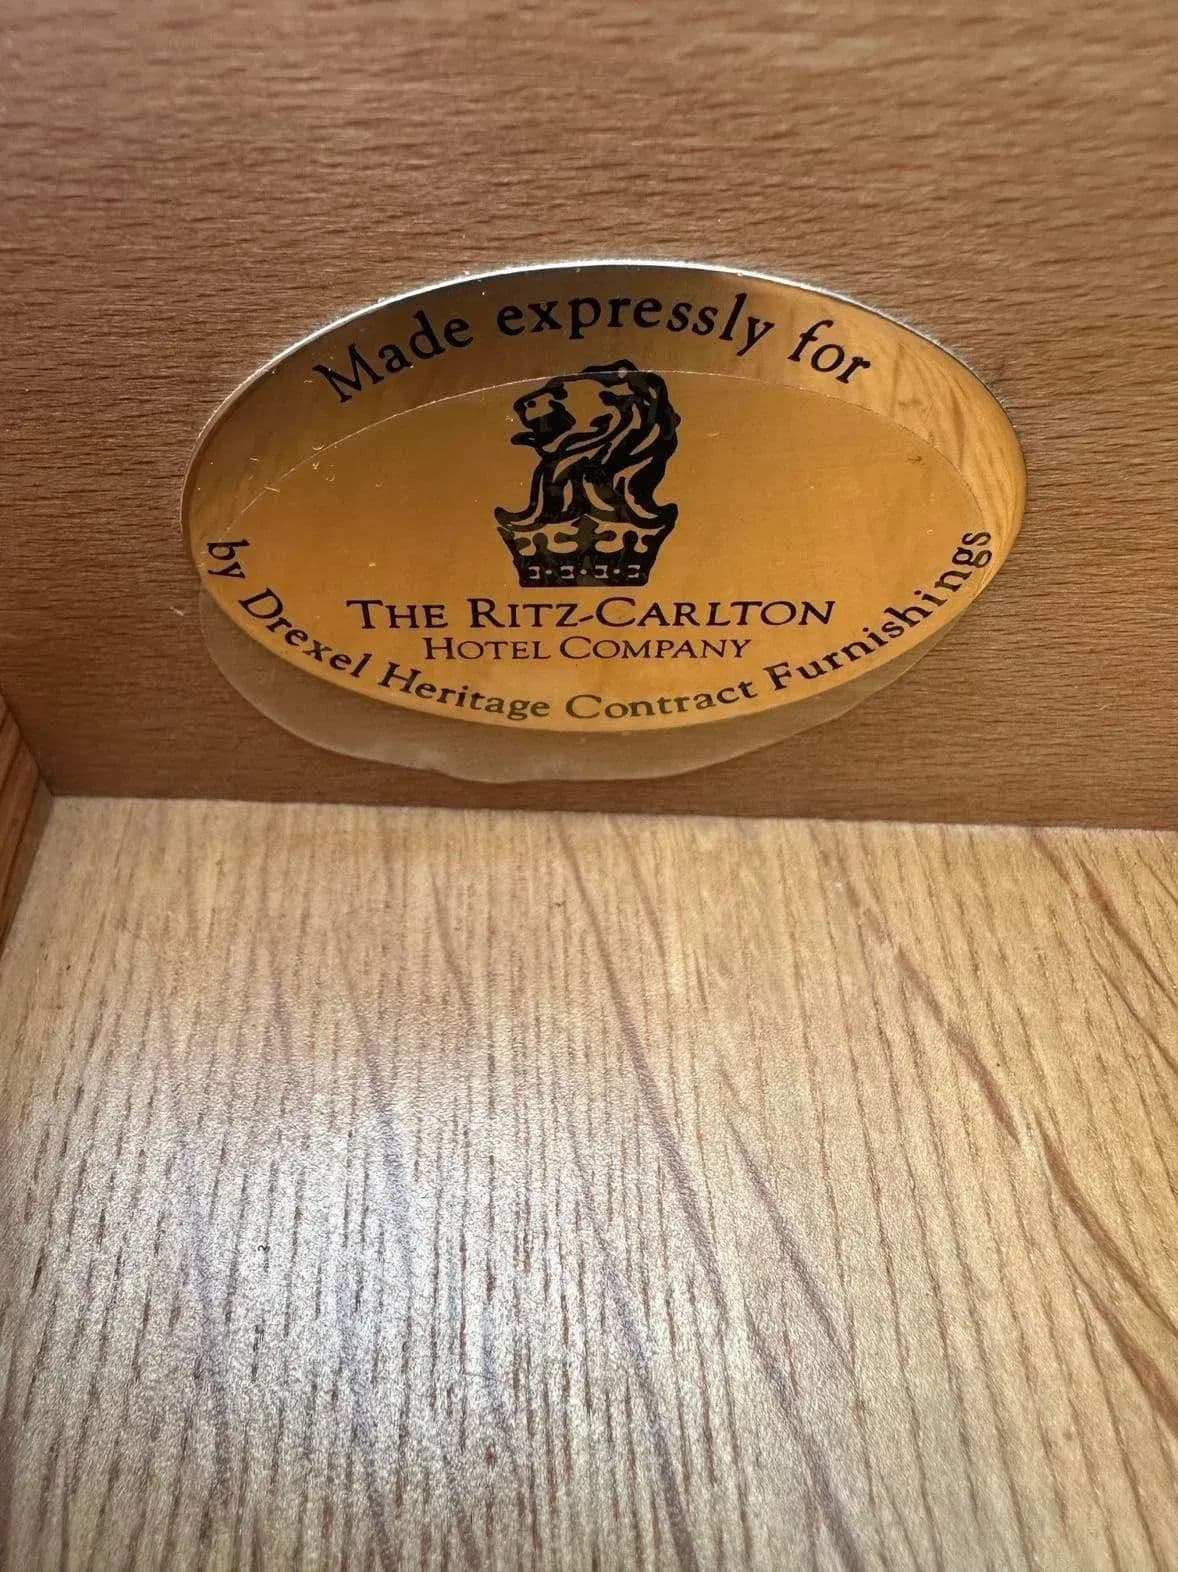 Made expressly for
THE RITZ-CARLTON
HOTEL COMPANY
by Drexel Heritage Contract Furnishings